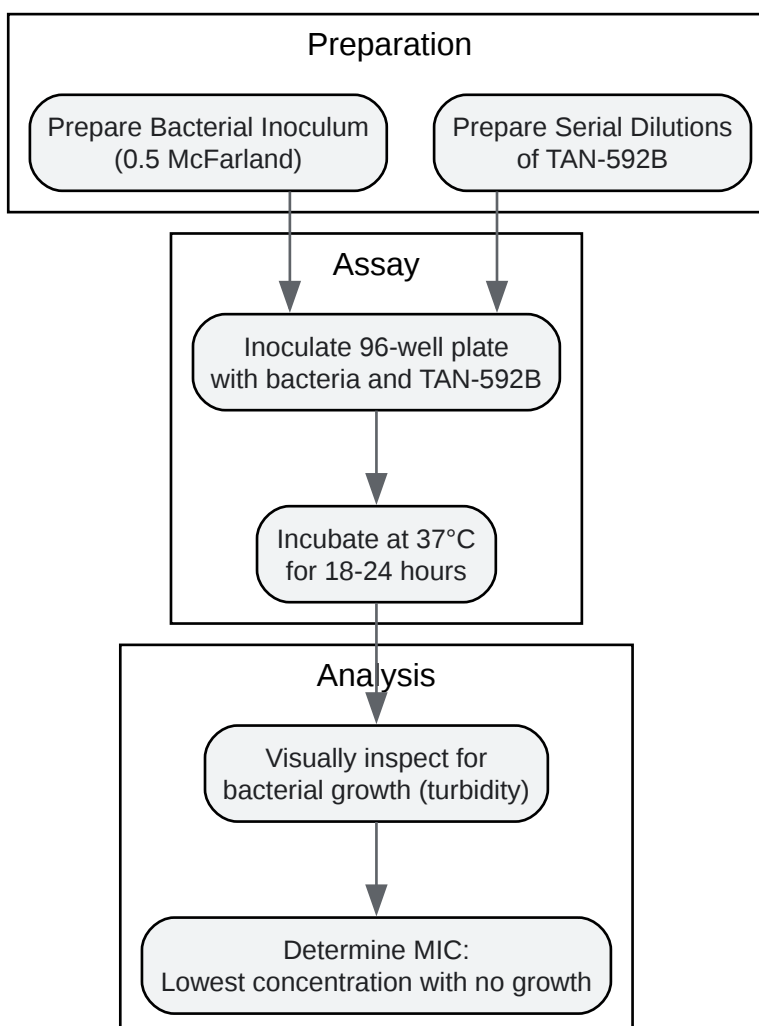 Preparation
Prepare Bacterial Inoculum
(0.5 McFarland)
Prepare Serial Dilutions
of TAN-592B
Assay
Inoculate 96-well plate
with bacteria and TAN-592B
Incubate at 37°C
for 18-24 hours
Analysis
Visually inspect for
bacterial growth (turbidity)
Determine MIC:
Lowest concentration with no growth